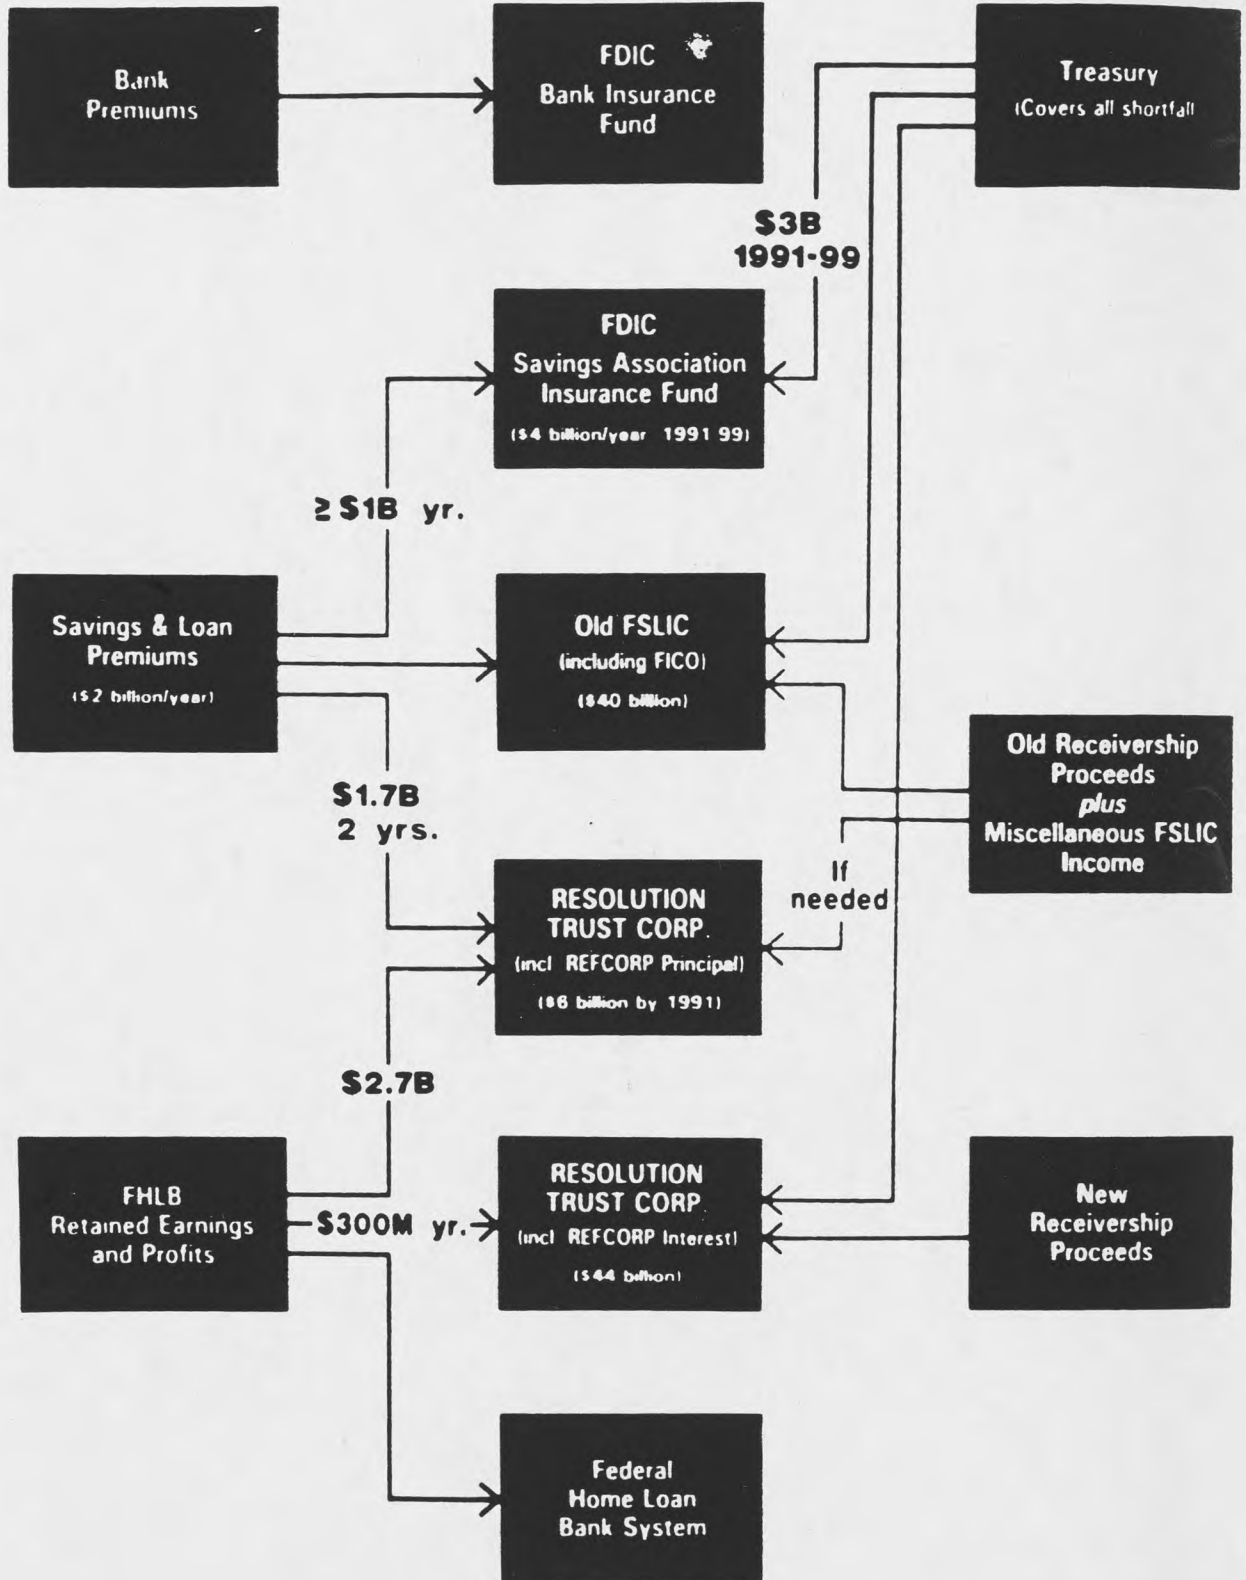 Bank
Premiums
FDIC
Bank Insurance
Fund
Treasury
(Covers all shortfall
$3B
1991-99
FDIC
Savings Association
Insurance Fund
($4 billion/year 1991 99)
≥ $1B yr.
Savings & Loan
Premiums
($2 billion/year)
Old FSLIC
(including FICO)
($40 billion)
Old Receivership
Proceeds
plus
Miscellaneous FSLIC
Income
$1.7B
2 yrs.
If
needed
RESOLUTION
TRUST CORP.
(incl REFCORP Principal)
($6 billion by 1991)
$2.7B
FHLB
Retained Earnings
and Profits
$300M yr.
RESOLUTION
TRUST CORP.
(incl REFCORP Interest)
($44 billion)
New
Receivership
Proceeds
Federal
Home Loan
Bank System